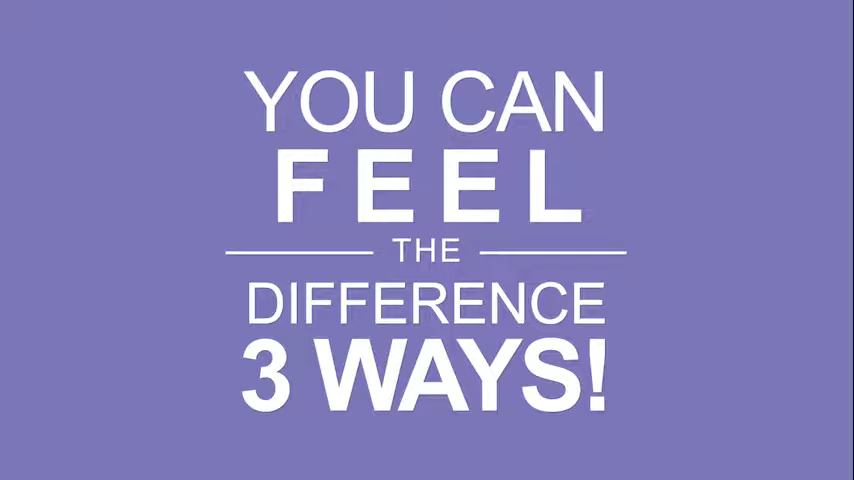 YOU CAN
FEEL
THE
DIFFERENCE
3 WAYS!